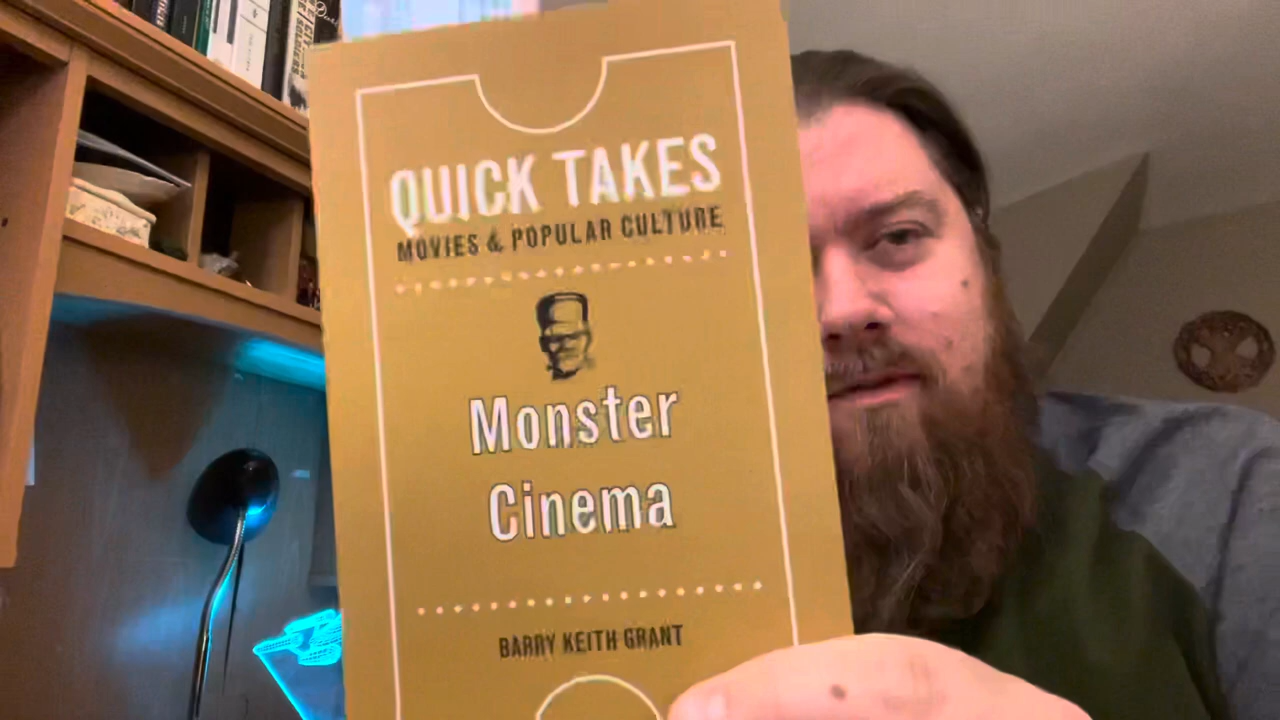 QUICK TAKES
MOVIES & POPULAR CULTURE
Monster
Cinema
BARRY KEITH GRANT